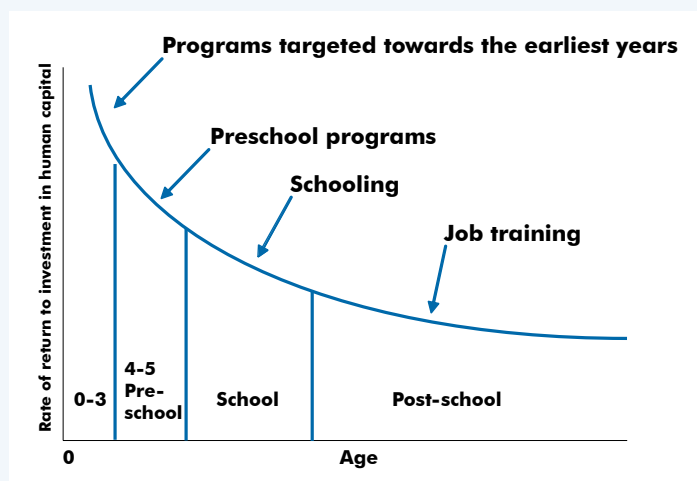 Programs targeted towards the earliest years
Preschool programs
Schooling
Job training
Rate of return to investment in human capital
0-3
4-5
Pre-
school
School
Post-school
0
Age